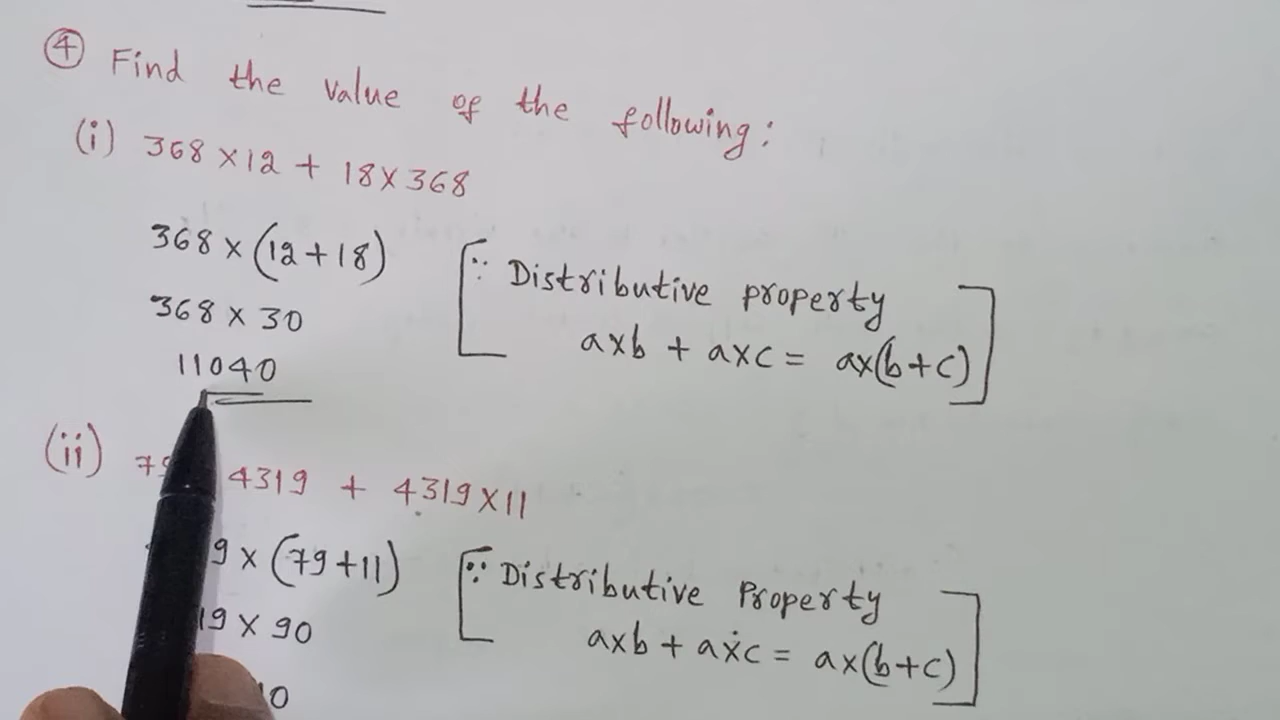 ④ Find the value of the following:
(i) 368 × 12 + 18 × 368
368 × (12 + 18) [∵ Distributive property
368 × 30 a×b + a×c = a×(b+c)]
11040
(ii) 4319 + 4319 × 11
9 × (79 + 11) [∵ Distributive Property
19 × 90 a×b + a×c = a×(b+c)]
0